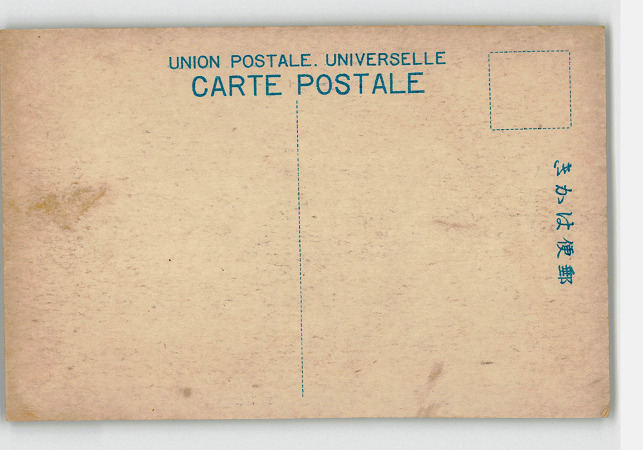 UNION POSTALE. UNIVERSELLE
CARTE POSTALE
きかは便郵